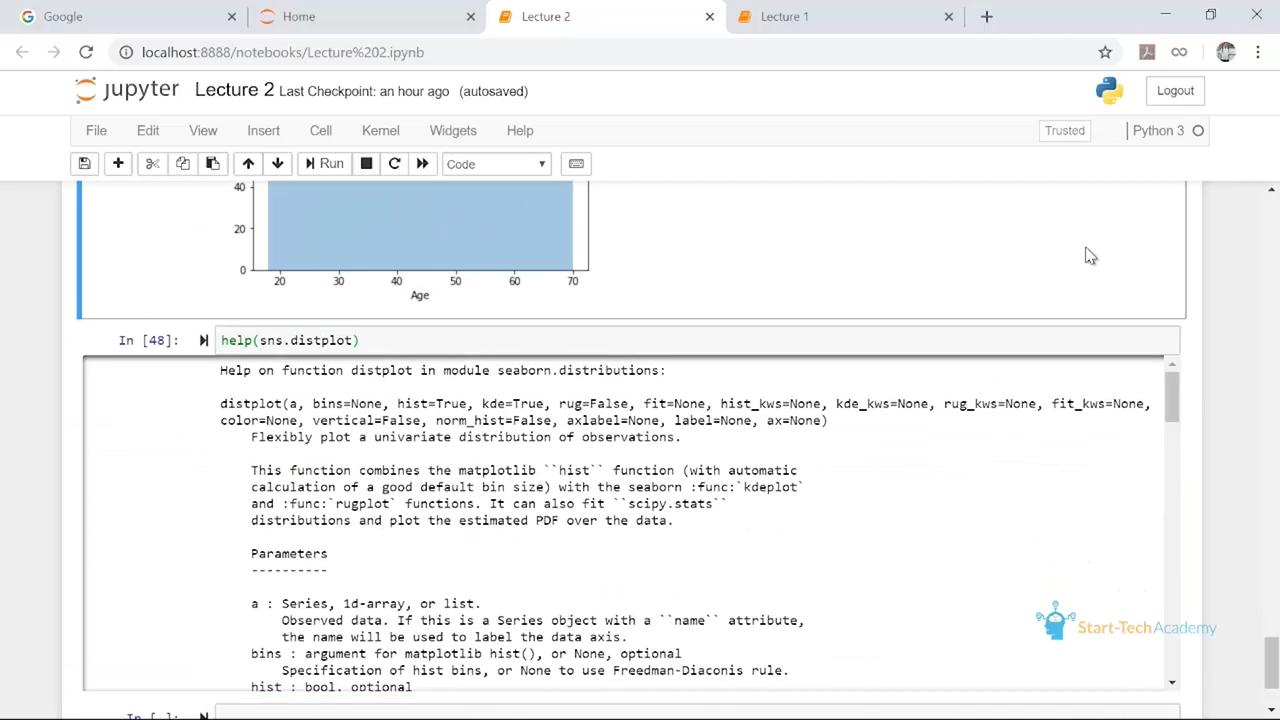 Google
Home
Lecture 2
Lecture 1
localhost:8888/notebooks/Lecture%202.ipynb
jupyter Lecture 2 Last Checkpoint: an hour ago (autosaved)
Logout
File Edit View Insert Cell Kernel Widgets Help
Trusted
Python 3
Run
Code
40
20
0
20 30 40 50 60 70
Age
In [48]: help(sns.distplot)
Help on function distplot in module seaborn.distributions:
distplot(a, bins=None, hist=True, kde=True, rug=False, fit=None, hist_kws=None, kde_kws=None, rug_kws=None, fit_kws=None,
color=None, vertical=False, norm_hist=False, axlabel=None, label=None, ax=None)
Flexibly plot a univariate distribution of observations.
This function combines the matplotlib ``hist`` function (with automatic
calculation of a good default bin size) with the seaborn :func:`kdeplot`
and :func:`rugplot` functions. It can also fit ``scipy.stats``
distributions and plot the estimated PDF over the data.
Parameters
----------
a : Series, 1d-array, or list.
Observed data. If this is a Series object with a ``name`` attribute,
the name will be used to label the data axis.
bins : argument for matplotlib hist(), or None, optional
Specification of hist bins, or None to use Freedman-Diaconis rule.
hist : bool, optional
Start-TechAcademy
In [ ]: